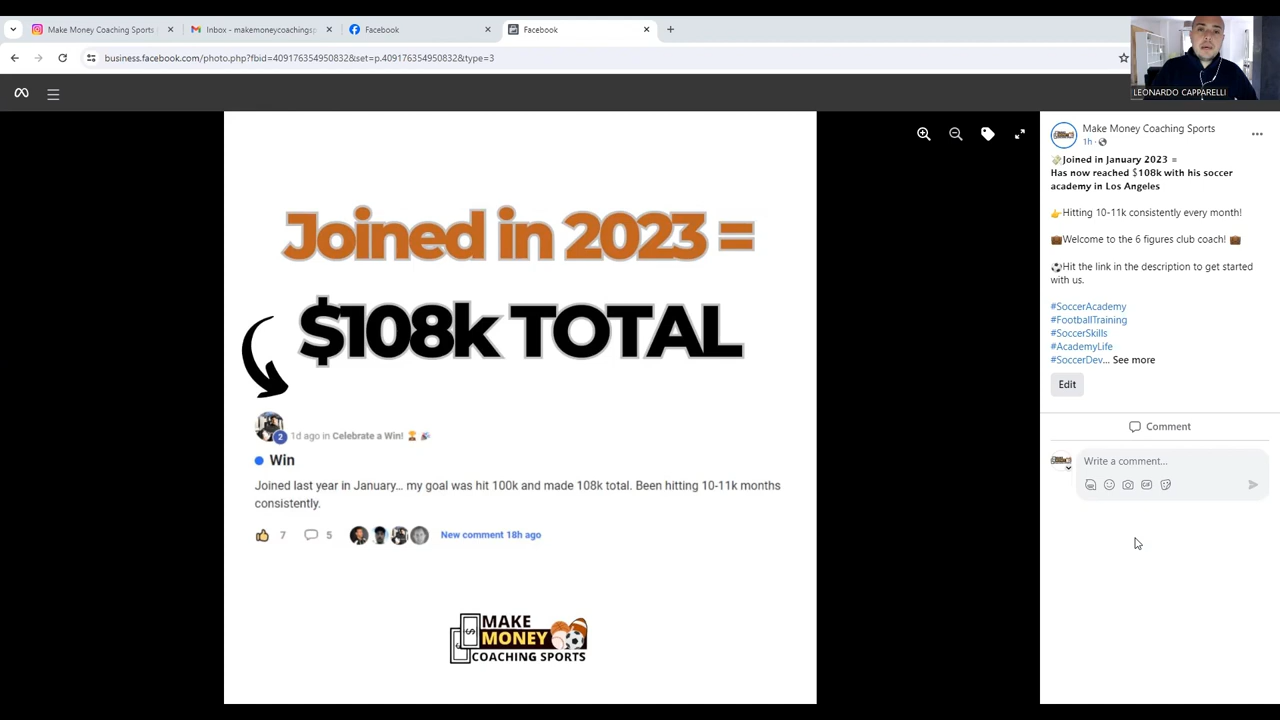 Make Money Coaching Sports
Inbox - makemoneycoachings
Facebook
Facebook
business.facebook.com/photo.php?fbid=409176354950832&set=p.409176354950832&type=3
LEONARDO CAPPARELLI
Joined in 2023 =
$108k TOTAL
2
1d ago in Celebrate a Win! 🏆 🎉
Win
Joined last year in January... my goal was hit 100k and made 108k total. Been hitting 10-11k months
consistently.
7
5
New comment 18h ago
MAKE
MONEY
COACHING SPORTS
Make Money Coaching Sports
1h ·
💸Joined in January 2023 =
Has now reached $108k with his soccer
academy in Los Angeles
👉Hitting 10-11k consistently every month!
💼Welcome to the 6 figures club coach! 💼
⚽Hit the link in the description to get started
with us.
#SoccerAcademy
#FootballTraining
#SoccerSkills
#AcademyLife
#SoccerDev... See more
Edit
Comment
Write a comment...
GIF